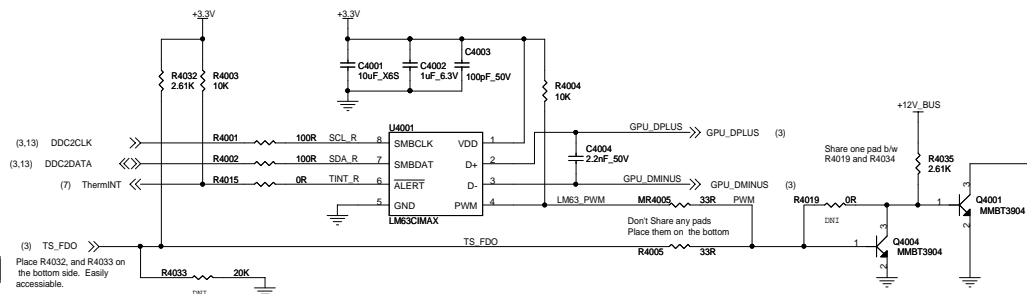 +3.3V
+3.3V
R4032
2.61K
R4003
10K
C4001
10uF_X6S
C4002
1uF_6.3V
C4003
100pF_50V
R4004
10K
+12V_BUS
(3,13) DDC2CLK
R4001
100R
SCL_R
8
U4001
SMBCLK
VDD
1
GPU_DPLUS
GPU_DPLUS (3)
(3,13) DDC2DATA
R4002
100R
SDA_R
7
SMBDAT
D+
2
C4004
2.2nF_50V
Share one pad b/w
R4019 and R4034
R4035
2.61K
(7) ThermINT
R4015
0R
TINT_R
6
ALERT
D-
3
GPU_DMINUS
GPU_DMINUS (3)
5
GND
PWM
4
LM63_PWM
MR4005
33R
PWM
R4019
0R
DNI
1
3
Q4001
MMBT3904
2
LM63CIMAX
Don't Share any pads
Place them on the bottom
(3) TS_FDO
TS_FDO
R4005
33R
1
3
Q4004
MMBT3904
2
Place R4032, and R4033 on
the bottom side. Easily
accessiable.
R4033
20K
DNI